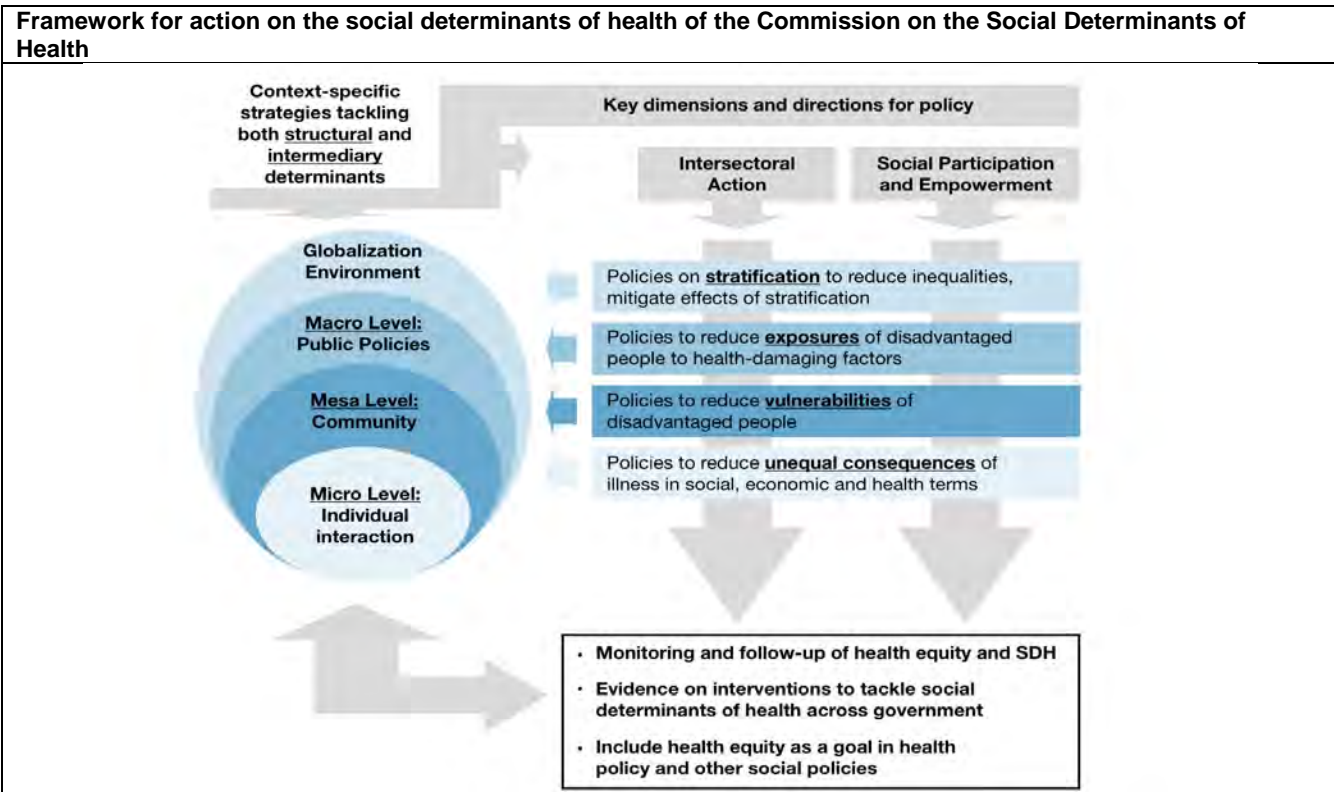 Framework for action on the social determinants of health of the Commission on the Social Determinants of
Health
Context-specific
strategies tackling
both structural and
intermediary
determinants
Key dimensions and directions for policy
Intersectoral
Action
Social Participation
and Empowerment
Globalization
Environment
Macro Level:
Public Policies
Mesa Level:
Community
Micro Level:
Individual
interaction
Policies on stratification to reduce inequalities,
mitigate effects of stratification
Policies to reduce exposures of disadvantaged
people to health-damaging factors
Policies to reduce vulnerabilities of
disadvantaged people
Policies to reduce unequal consequences of
illness in social, economic and health terms
· Monitoring and follow-up of health equity and SDH
· Evidence on interventions to tackle social
determinants of health across government
· Include health equity as a goal in health
policy and other social policies